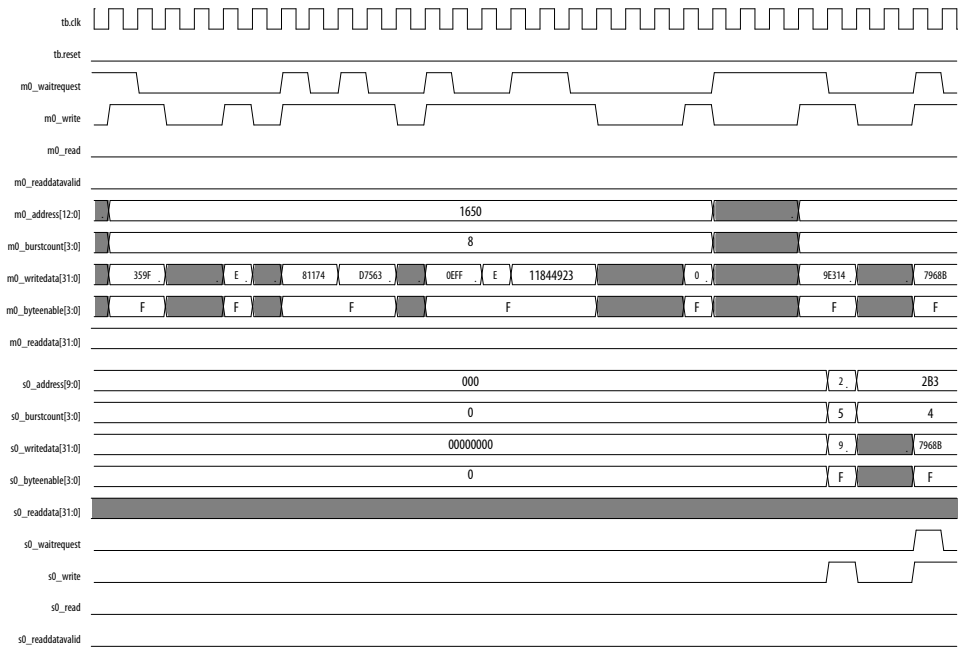 tb.clk
tb.reset
m0_waitrequest
m0_write
m0_read
m0_readdatavalid
m0_address[12:0] . 1650 .
m0_burstcount[3:0] 8
m0_writedata[31:0] 359F . . E . . 81174 D7563 . . 0EFF E 11844923 . 0 . 9E314 . 7968B
m0_byteenable[3:0] F F F F F F F
m0_readdata[31:0]
s0_address[9:0] 000 2 . 2B3
s0_burstcount[3:0] 0 5 4
s0_writedata[31:0] 00000000 9 . . 7968B
s0_byteenable[3:0] 0 F F
s0_readdata[31:0]
s0_waitrequest
s0_write
s0_read
s0_readdatavalid